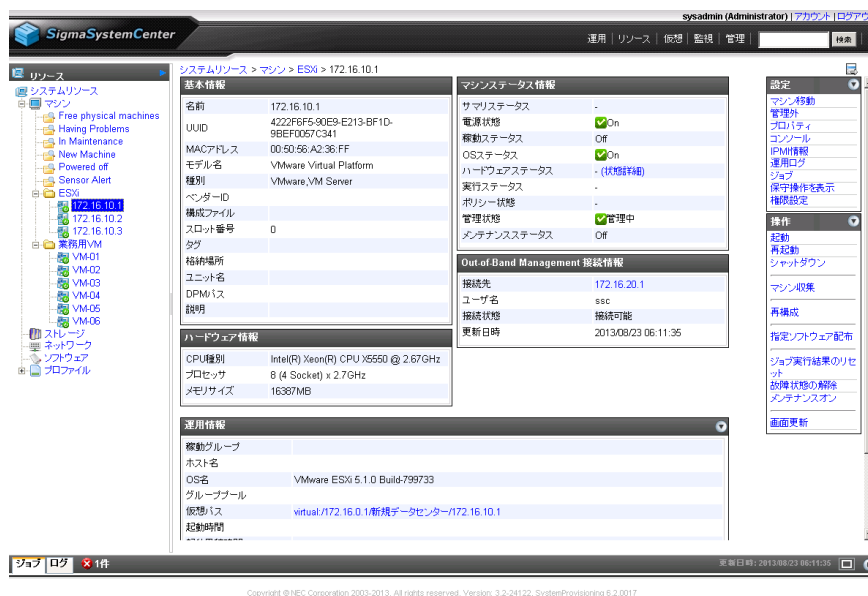 sysadmin (Administrator) | アカウント | ログアウ
SigmaSystemCenter
運用 | リソース | 仮想 | 監視 | 管理 | 検索
リソース
システムリソース
マシン
Free physical machines
Having Problems
In Maintenance
New Machine
Powered off
Sensor Alert
ESXi
172.16.10.1
172.16.10.2
172.16.10.3
業務用VM
VM-01
VM-02
VM-03
VM-04
VM-05
VM-06
ストレージ
ネットワーク
ソフトウェア
プロファイル
システムリソース > マシン > ESXi > 172.16.10.1
基本情報
名前 172.16.10.1
UUID 4222F6F5-90E9-E213-BF1D-
9BEF0057C341
MACアドレス 00:50:56:A2:36:FF
モデル名 VMware Virtual Platform
種別 VMware,VM Server
ベンダーID
構成ファイル
スロット番号 0
タグ
格納場所
ユニット名
DPMパス
説明
ハードウェア情報
CPU種別 Intel(R) Xeon(R) CPU X5550 @ 2.67GHz
プロセッサ 8 (4 Socket) x 2.7GHz
メモリサイズ 16387MB
マシンステータス情報
サマリステータス -
電源状態 On
稼動ステータス Off
OSステータス On
ハードウェアステータス - (状態詳細)
実行ステータス -
ポリシー状態 -
管理状態 管理中
メンテナンスステータス Off
Out-of-Band Management 接続情報
接続先 172.16.20.1
ユーザ名 ssc
接続状態 接続可能
更新日時 2013/08/23 06:11:35
運用情報
稼動グループ
ホスト名
OS名 VMware ESXi 5.1.0 Build-799733
グループプール
仮想パス virtual:/172.16.0.1/新規データセンター/172.16.10.1
起動時間
設定
マシン移動
管理外
プロパティ
コンソール
IPMI情報
運用ログ
ジョブ
保守操作を表示
権限設定
操作
起動
再起動
シャットダウン
マシン収集
再構成
指定ソフトウェア配布
ジョブ実行結果のリセ
ット
故障状態の解除
メンテナンスオン
画面更新
ジョブ ログ 1件
更新日時: 2013/08/23 06:11:35
Copyright © NEC Corporation 2003-2013. All rights reserved. Version: 3.2-24122, SystemProvisioning 6.2.0017